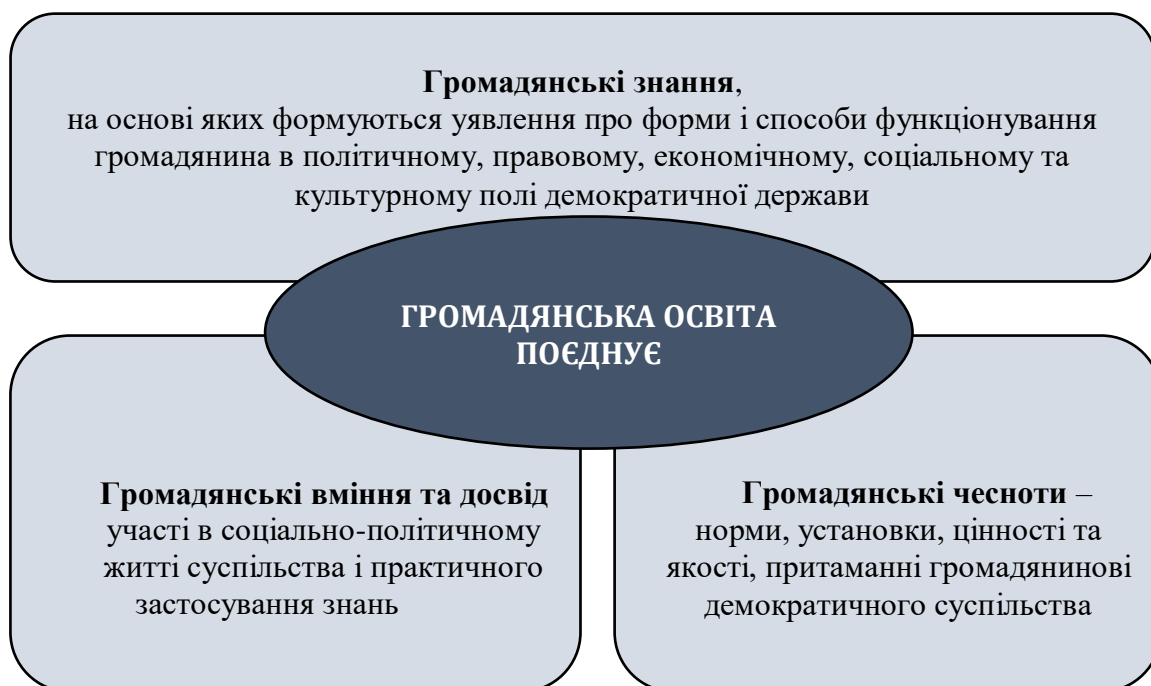 Громадянські знання,
на основі яких формуються уявлення про форми і способи функціонування
громадянина в політичному, правовому, економічному, соціальному та
культурному полі демократичної держави
ГРОМАДЯНСЬКА ОСВІТА
ПОЄДНУЄ
Громадянські вміння та досвід
участі в соціально-політичному
житті суспільства і практичного
застосування знань
Громадянські чесноти –
норми, установки, цінності та
якості, притаманні громадянинові
демократичного суспільства